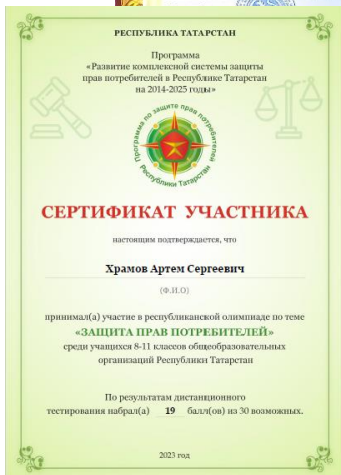 РЕСПУБЛИКА ТАТАРСТАН
Программа
«Развитие комплексной системы защиты
прав потребителей в Республике Татарстан
на 2014-2025 годы»
Программа по защите прав потребителей
Республики Татарстан
СЕРТИФИКАТ УЧАСТНИКА
настоящим подтверждается, что
Храмов Артем Сергеевич
(Ф.И.О)
принимал(а) участие в республиканской олимпиаде по теме
«ЗАЩИТА ПРАВ ПОТРЕБИТЕЛЕЙ»
среди учащихся 8-11 классов общеобразовательных
организаций Республики Татарстан
По результатам дистанционного
тестирования набрал(а) 19 балл(ов) из 30 возможных.
2023 год